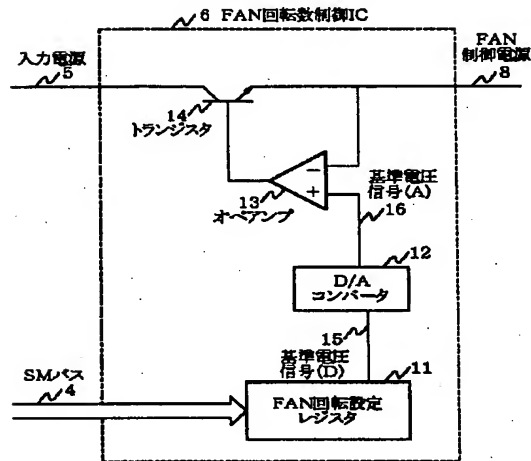 6 FAN回転数制御IC
入力電源
5
FAN
制御電源
8
14
トランジスタ
−
+
13
オペアンプ
基準電圧
信号(A)
16
12
D/A
コンバータ
15
基準電圧
信号(D)
11
SMバス
4
FAN回転設定
レジスタ